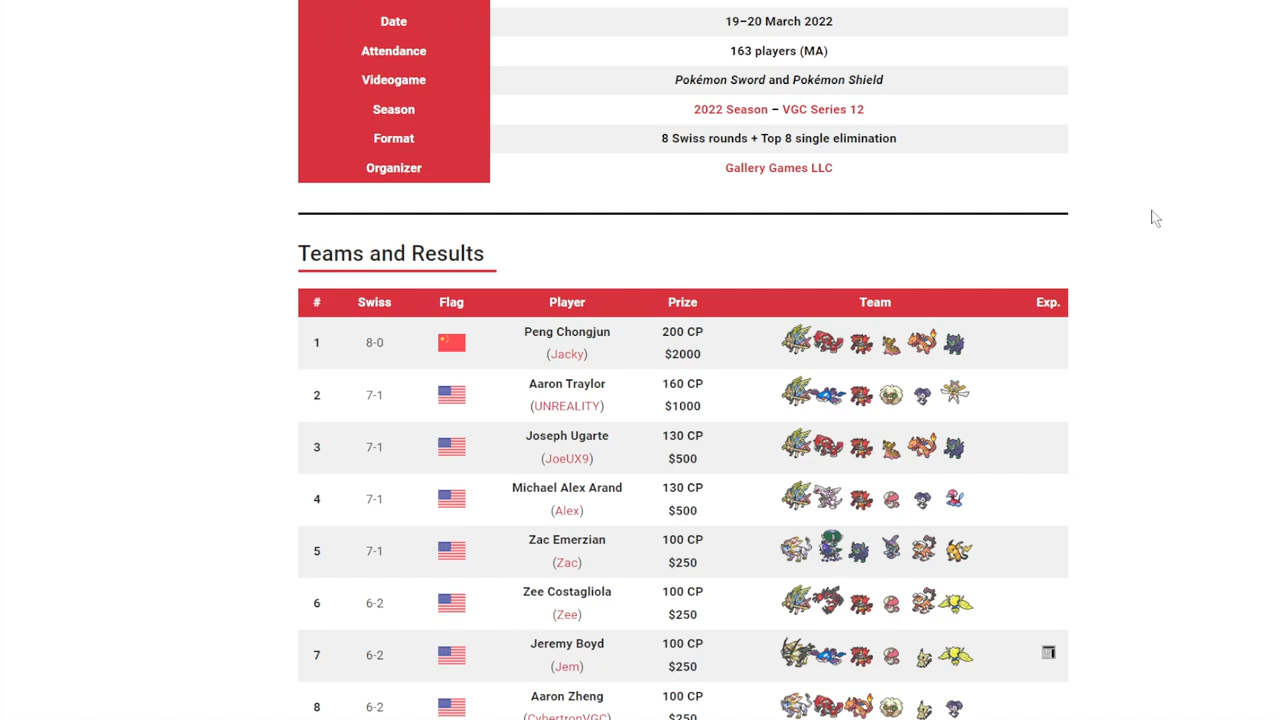 Date 19–20 March 2022
Attendance 163 players (MA)
Videogame Pokémon Sword and Pokémon Shield
Season 2022 Season – VGC Series 12
Format 8 Swiss rounds + Top 8 single elimination
Organizer Gallery Games LLC
Teams and Results
# Swiss Flag Player Prize Team Exp.
1 8-0 Peng Chongjun 200 CP
(Jacky) $2000
2 7-1 Aaron Traylor 160 CP
(UNREALITY) $1000
3 7-1 Joseph Ugarte 130 CP
(JoeUX9) $500
4 7-1 Michael Alex Arand 130 CP
(Alex) $500
5 7-1 Zac Emerzian 100 CP
(Zac) $250
6 6-2 Zee Costagliola 100 CP
(Zee) $250
7 6-2 Jeremy Boyd 100 CP
(Jem) $250
8 6-2 Aaron Zheng 100 CP
(CybertronVGC) $250